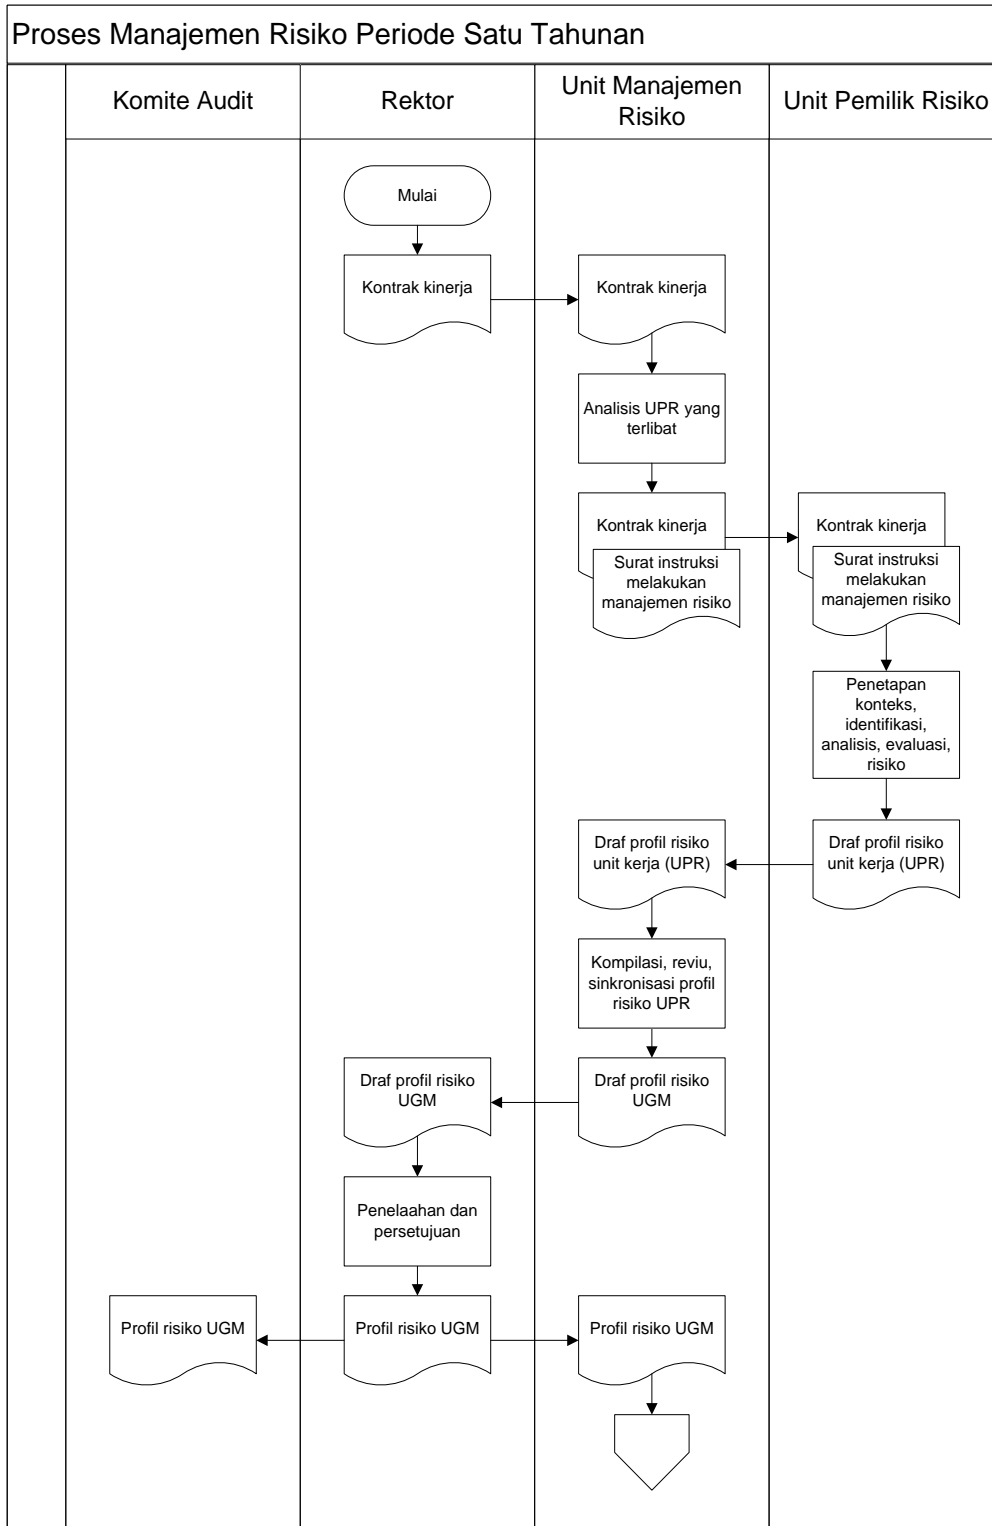 Proses Manajemen Risiko Periode Satu Tahunan
Komite Audit
Rektor
Unit Manajemen
Risiko
Unit Pemilik Risiko
Mulai
Kontrak kinerja
Kontrak kinerja
Analisis UPR yang
terlibat
Kontrak kinerja
Surat instruksi
melakukan
manajemen risiko
Kontrak kinerja
Surat instruksi
melakukan
manajemen risiko
Penetapan
konteks,
identifikasi,
analisis, evaluasi,
risiko
Draf profil risiko
unit kerja (UPR)
Draf profil risiko
unit kerja (UPR)
Kompilasi, reviu,
sinkronisasi profil
risiko UPR
Draf profil risiko
UGM
Draf profil risiko
UGM
Penelaahan dan
persetujuan
Profil risiko UGM
Profil risiko UGM
Profil risiko UGM